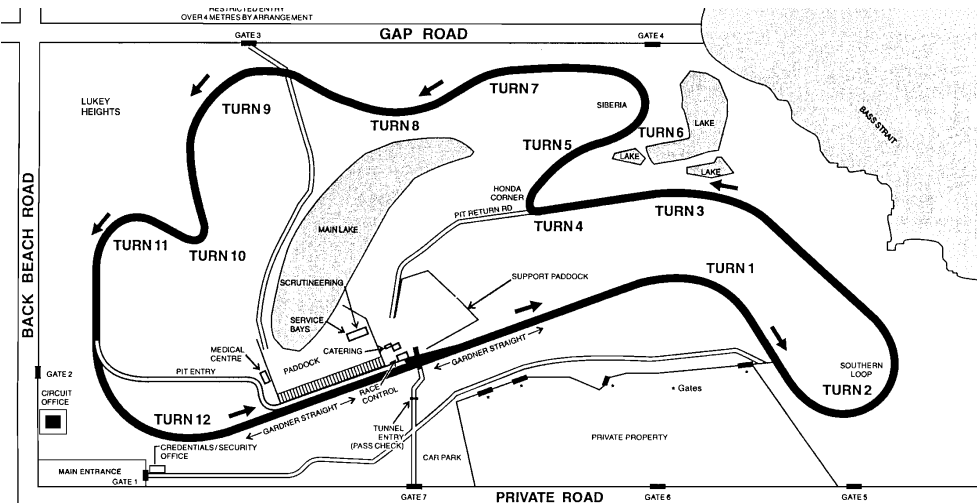 RESTRICTED ENTRY
OVER 4 METRES BY ARRANGEMENT
GATE 3
GAP ROAD
GATE 4
LUKEY
HEIGHTS
TURN 9
TURN 8
TURN 7
SIBERIA
TURN 6
TURN 5
LAKE
LAKE
LAKE
BASS STRAIT
HONDA
CORNER
PIT RETURN RD
TURN 4
TURN 3
BACK BEACH ROAD
TURN 11
TURN 10
MAIN LAKE
SCRUTINEERING
SUPPORT PADDOCK
TURN 1
SERVICE
BAYS
CATERING
MEDICAL
CENTRE
PADDOCK
GARDNER STRAIGHT
PIT ENTRY
RACE
CONTROL
SOUTHERN
LOOP
TURN 2
GATE 2
CIRCUIT
OFFICE
TURN 12
GARDNER STRAIGHT
• Gates
TUNNEL
ENTRY
(PASS CHECK)
PRIVATE PROPERTY
CREDENTIALS / SECURITY
OFFICE
CAR PARK
MAIN ENTRANCE
GATE 1
GATE 7
PRIVATE ROAD
GATE 6
GATE 5